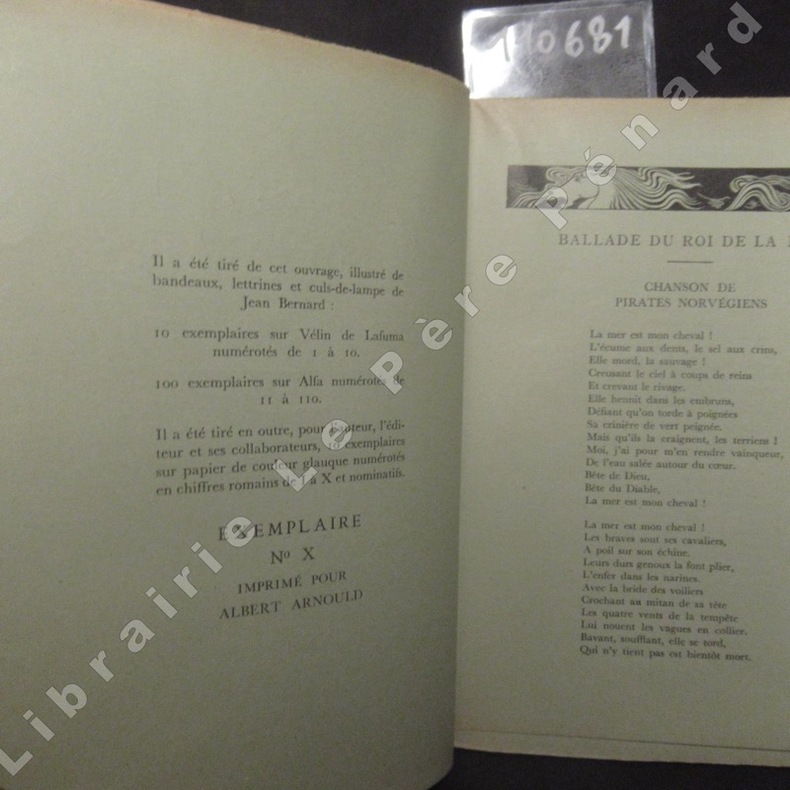 110681
Il a été tiré de cet ouvrage, illustré de
bandeaux, lettrines et culs-de-lampe de
Jean Bernard :
10 exemplaires sur Vélin de Lafuma
numérotés de 1 à 10.
100 exemplaires sur Alfa numérotés de
11 à 110.
Il a été tiré en outre, pour l'auteur, l'édi-
teur et ses collaborateurs, 10 exemplaires
sur papier de couleur glauque numérotés
en chiffres romains de I à X et nominatifs.
EXEMPLAIRE
No X
IMPRIMÉ POUR
ALBERT ARNOULD
BALLADE DU ROI DE LA
CHANSON DE
PIRATES NORVÉGIENS
La mer est mon cheval !
L'écume aux dents, le sel aux crins,
Elle mord, la sauvage !
Creusant le ciel à coups de reins
Et crevant le rivage.
Elle hennit dans les embruns,
Défiant qu'on torde à poignées
Sa crinière de vert peignée.
Mais qu'ils la craignent, les terriens !
Moi, j'ai pour m'en rendre vainqueur,
De l'eau salée autour du cœur.
Bête de Dieu,
Bête du Diable,
La mer est mon cheval !
La mer est mon cheval !
Les braves sont ses cavaliers,
A poil sur son échine.
Leurs durs genoux la font plier,
L'enfer dans les narines.
Avec la bride des voiliers
Crochant au mitan de sa tête
Les quatre vents de la tempête
Lui nouent les vagues en collier.
Bavant, soufflant, elle se tord,
Qui n'y tient pas est bientôt mort.
Librairie Le Père Pénard